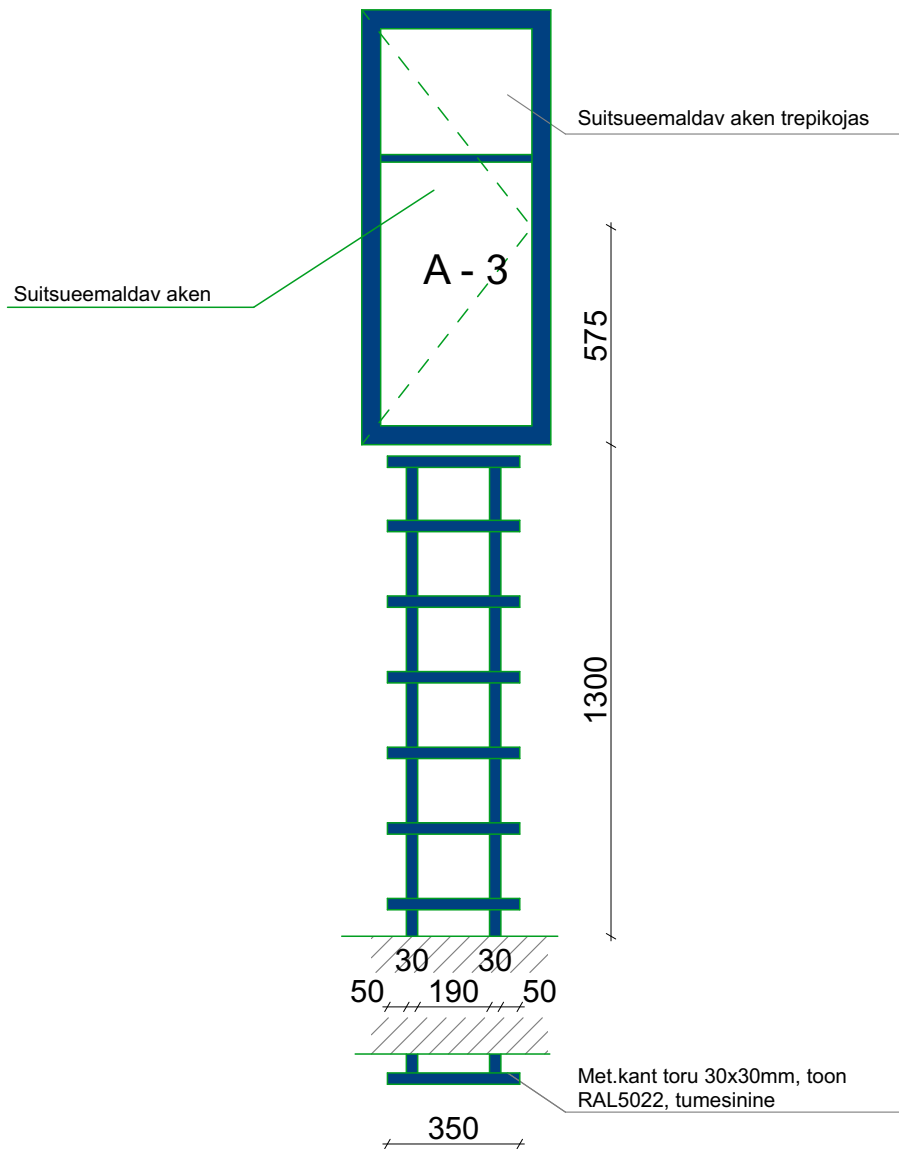 Suitsueemaldav aken trepikojas
A - 3
Suitsueemaldav aken
575
1300
30 30
50 190 50
Met.kant toru 30x30mm, toon
RAL5022, tumesinine
350